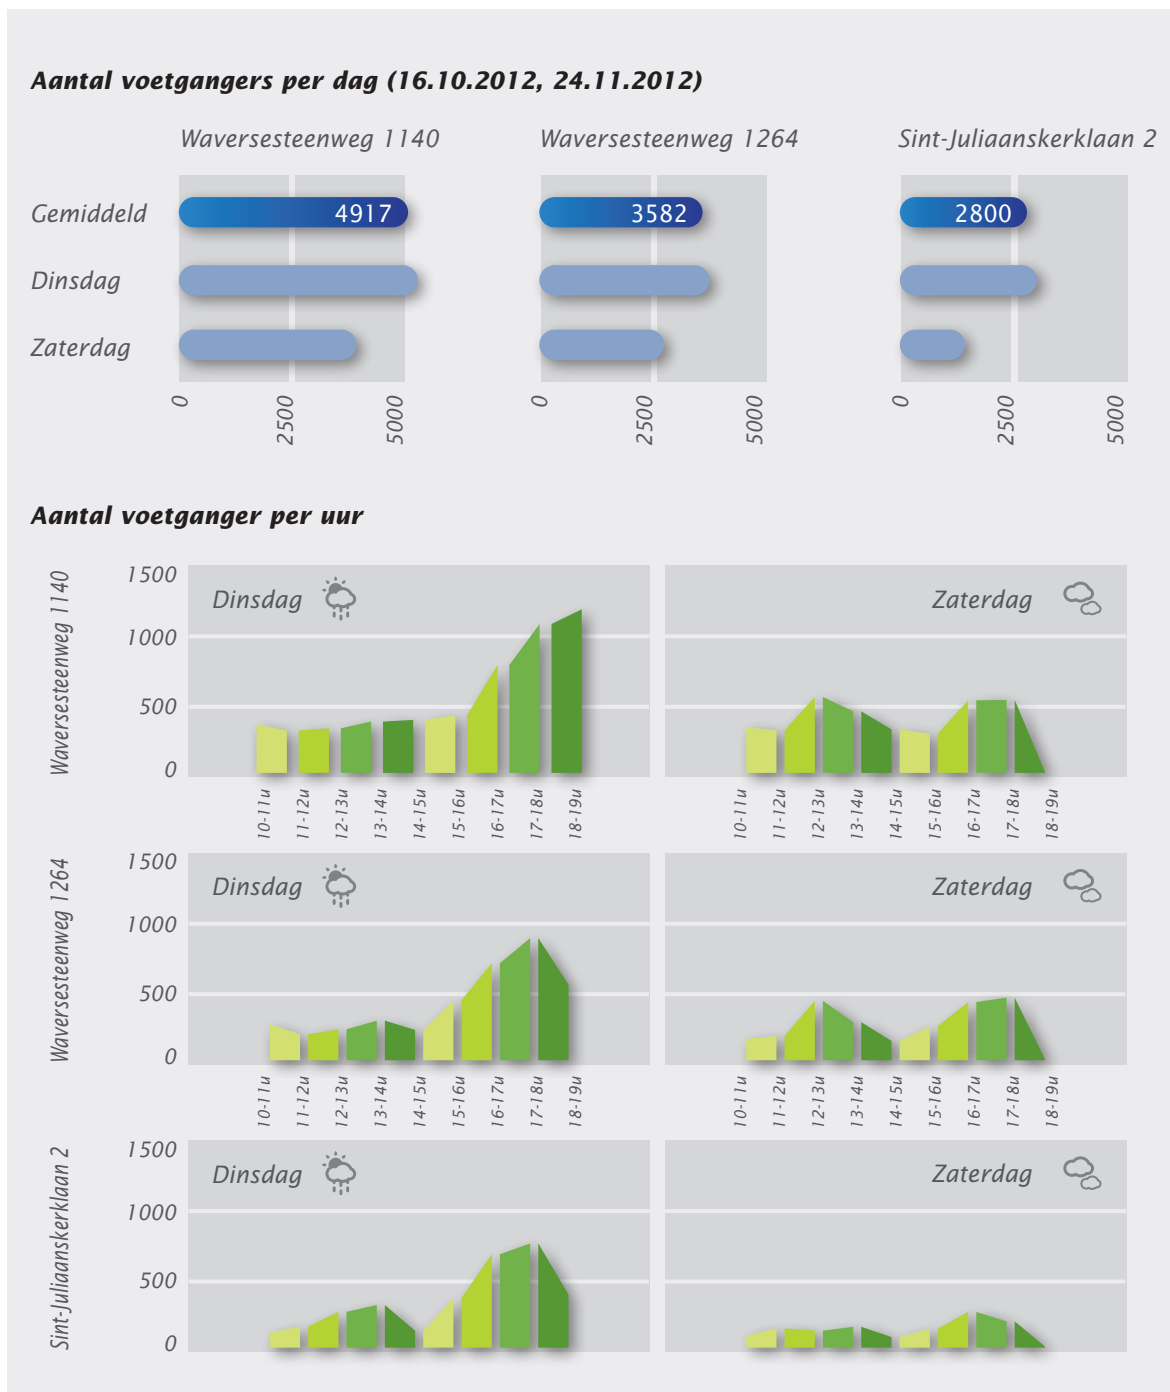 Aantal voetgangers per dag (16.10.2012, 24.11.2012)
Waversesteenweg 1140 Waversesteenweg 1264 Sint-Juliaanskerklaan 2
Gemiddeld 4917 3582 2800
Dinsdag
Zaterdag
0 2500 5000 0 2500 5000 0 2500 5000
Aantal voetganger per uur
Waversesteenweg 1140
1500
Dinsdag Zaterdag
1000
500
0
10-11u 11-12u 12-13u 13-14u 14-15u 15-16u 16-17u 17-18u 18-19u 10-11u 11-12u 12-13u 13-14u 14-15u 15-16u 16-17u 17-18u 18-19u
Waversesteenweg 1264
1500
Dinsdag Zaterdag
1000
500
0
10-11u 11-12u 12-13u 13-14u 14-15u 15-16u 16-17u 17-18u 18-19u 10-11u 11-12u 12-13u 13-14u 14-15u 15-16u 16-17u 17-18u 18-19u
Sint-Juliaanskerklaan 2
1500
Dinsdag Zaterdag
1000
500
0